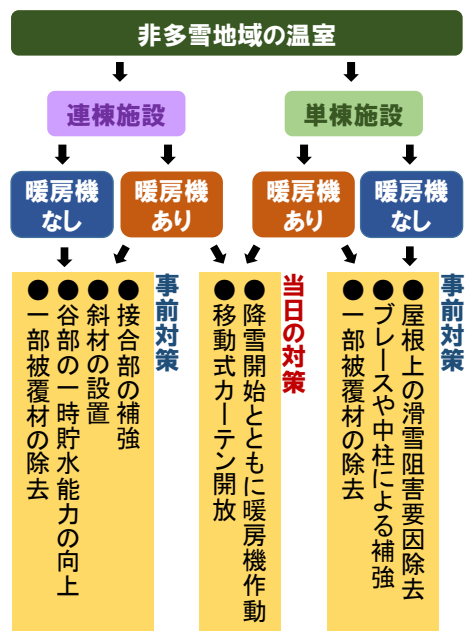 非多雪地域の温室
連棟施設
単棟施設
暖房機
なし
暖房機
あり
暖房機
あり
暖房機
なし
事前対策
●接合部の補強
●斜材の設置
●谷部の一時貯水能力の向上
●一部被覆材の除去
当日の対策
●降雪開始とともに暖房機作動
●移動式カーテン開放
事前対策
●屋根上の滑雪阻害要因除去
●ブレースや中柱による補強
●一部被覆材の除去